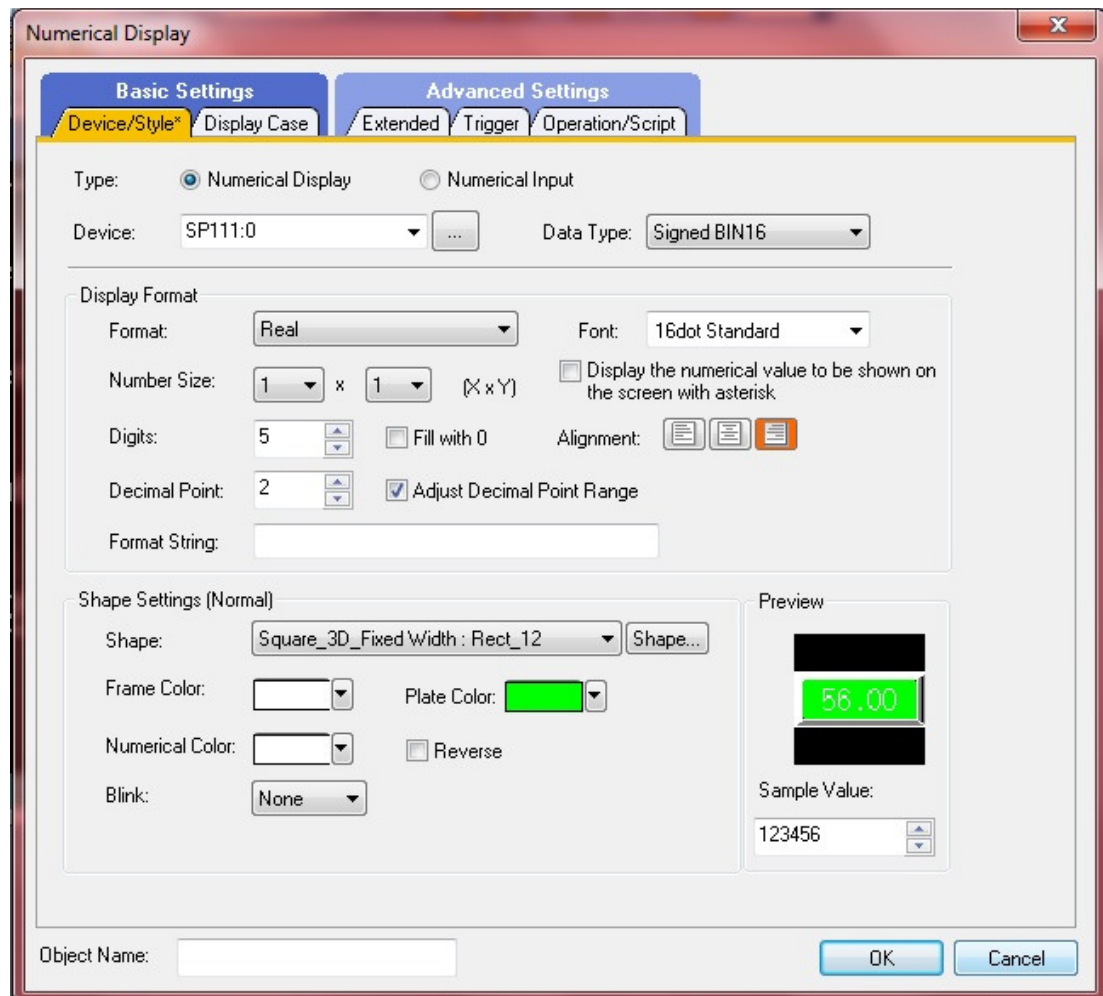 Numerical Display
Basic Settings
Advanced Settings
Device/Style* Display Case Extended Trigger Operation/Script
Type: Numerical Display Numerical Input
Device: SP111:0 ... Data Type: Signed BIN16
Display Format
Format: Real Font: 16dot Standard
Number Size: 1 x 1 (X x Y) Display the numerical value to be shown on
the screen with asterisk
Digits: 5 Fill with 0 Alignment:
Decimal Point: 2 Adjust Decimal Point Range
Format String:
Shape Settings (Normal)
Preview
Shape: Square_3D_Fixed Width : Rect_12 Shape...
Frame Color: Plate Color:
56.00
Numerical Color: Reverse
Blink: None
Sample Value:
123456
Object Name: OK Cancel